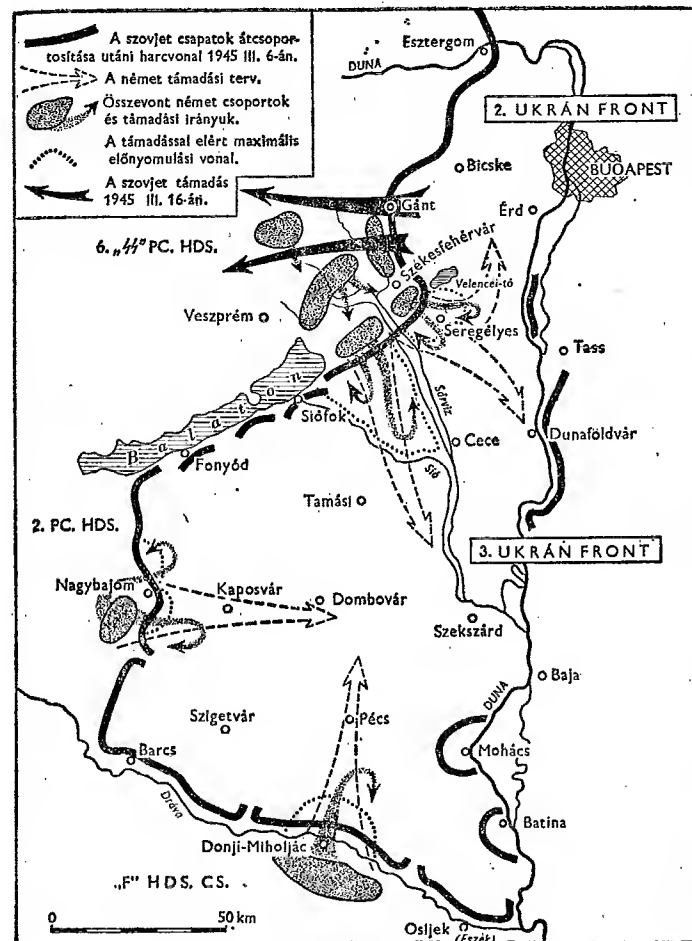 A szovjet csapatok átcsopor-
tosítása utáni harcvonal 1945 III. 6-án.
A német támadási terv.
Összevont német csoportok
és támadási irányuk.
A támadással elért maximális
előnyomulási vonal.
A szovjet támadás
1945 III. 16-án.
Esztergom
DUNA
2. UKRÁN FRONT
BUDAPEST
Bicske
Gánt
Érd
6. „ᛋᛋ” PC. HDS.
Székesfehérvár
Velencei-tó
Veszprém
Seregélyes
Tass
Balaton
Siófok
Sárvíz
Cece
Dunaföldvár
Fonyód
Sió
Tamási
2. PC. HDS.
3. UKRÁN FRONT
Nagybajom
Kaposvár
Dombovár
Szekszárd
Baja
DUNA
Szigetvár
Pécs
Mohács
Barcs
Dráva
Batina
Donji-Miholjác
„F” HDS. CS.
0 50 km
Osijek
(Eszék)